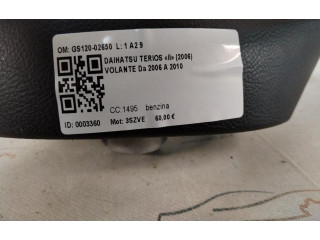 OM: GS120-02650 L: 1 A2 9
DAIHATSU TERIOS «II» (2006)
VOLANTE Da 2006 A 2010
CC:1495 benzina
ID: 0003360 Mot: 3SZVE 60,00 €